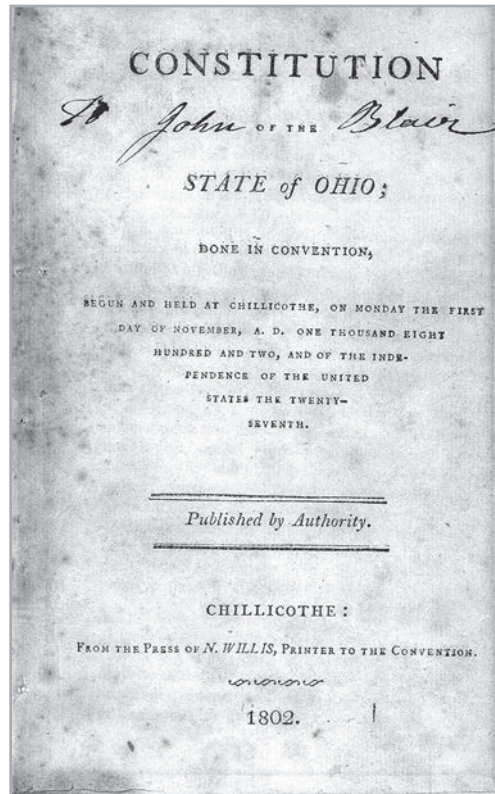 CONSTITUTION
To John OF THE Blair
STATE of OHIO;
DONE IN CONVENTION,
BEGUN AND HELD AT CHILLICOTHE, ON MONDAY THE FIRST
DAY OF NOVEMBER, A. D. ONE THOUSAND EIGHT
HUNDRED AND TWO, AND OF THE INDE-
PENDENCE OF THE UNITED
STATES THE TWENTY-
SEVENTH.
Published by Authority.
CHILLICOTHE:
FROM THE PRESS OF N. WILLIS, PRINTER TO THE CONVENTION.
1802.